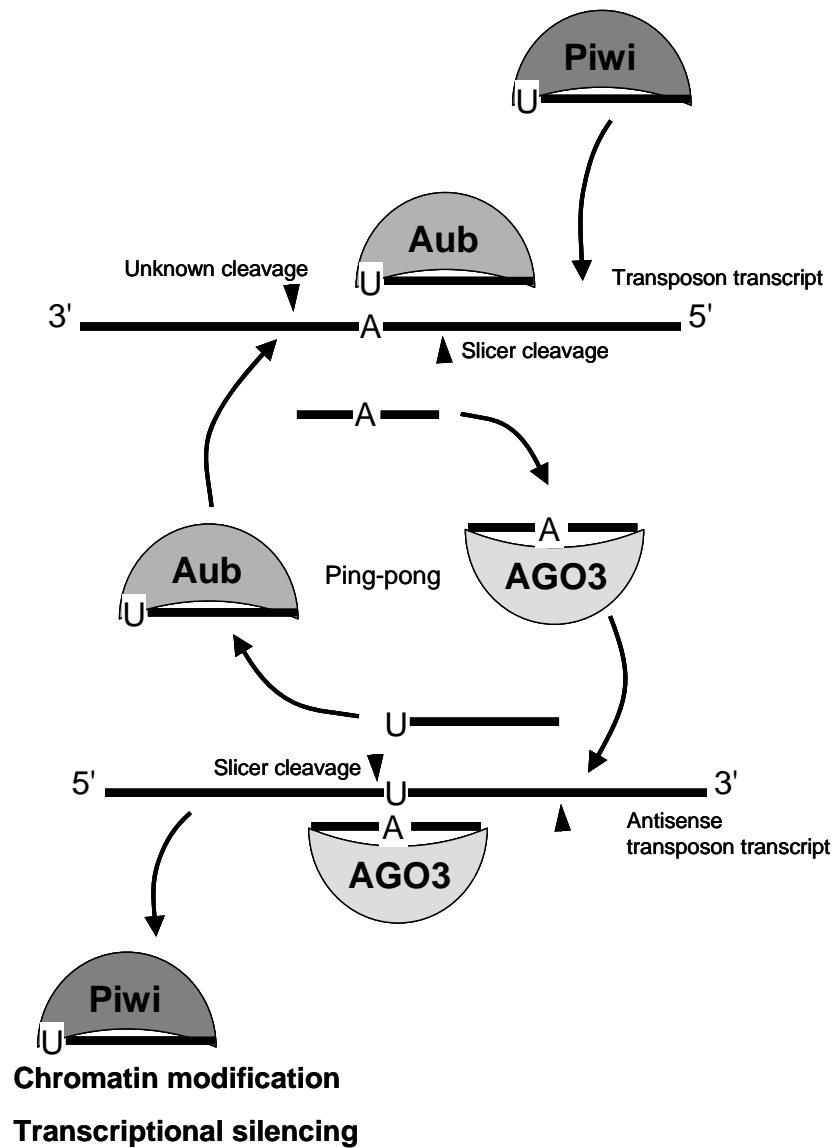 Piwi
U
Aub
U
Unknown cleavage
Transposon transcript
3'
5'
A
Slicer cleavage
A
A
AGO3
Aub
U
Ping-pong
U
Slicer cleavage
5'
3'
U
A
AGO3
Antisense
transposon transcript
Piwi
U
Chromatin modification
Transcriptional silencing